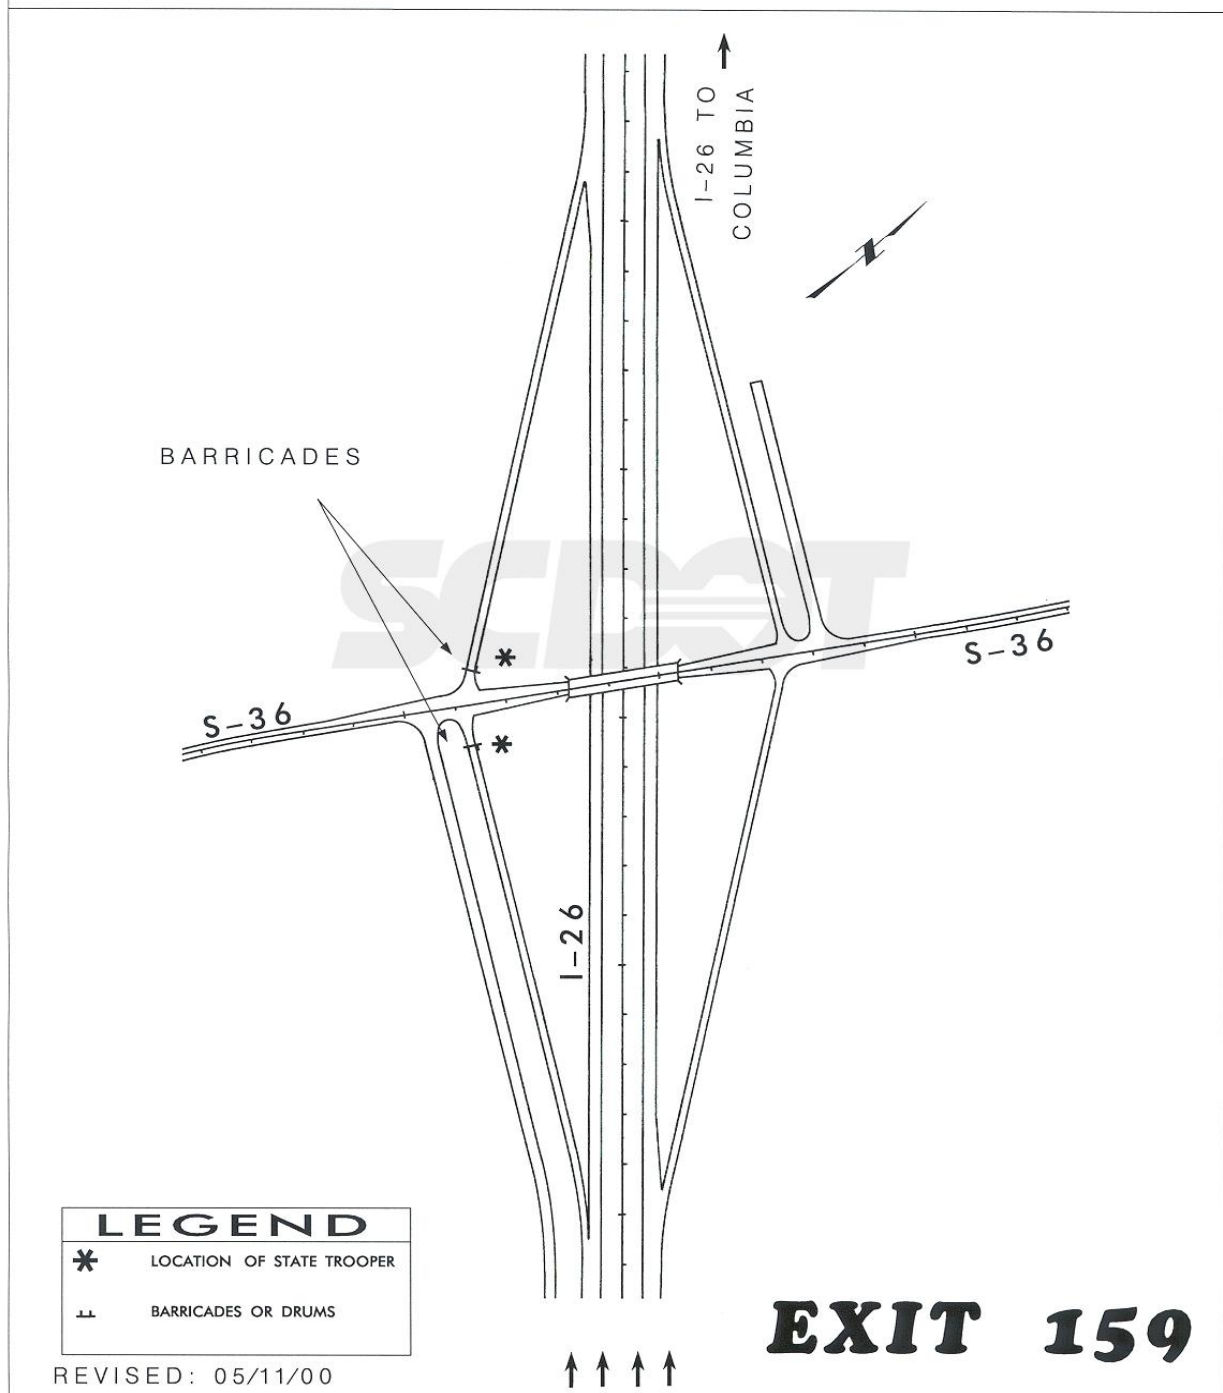 I-26 TO
COLUMBIA
N
BARRICADES
SCDOT
S-36
S-36
I-26
LEGEND
LOCATION OF STATE TROOPER
BARRICADES OR DRUMS
REVISED: 05/11/00
EXIT 159